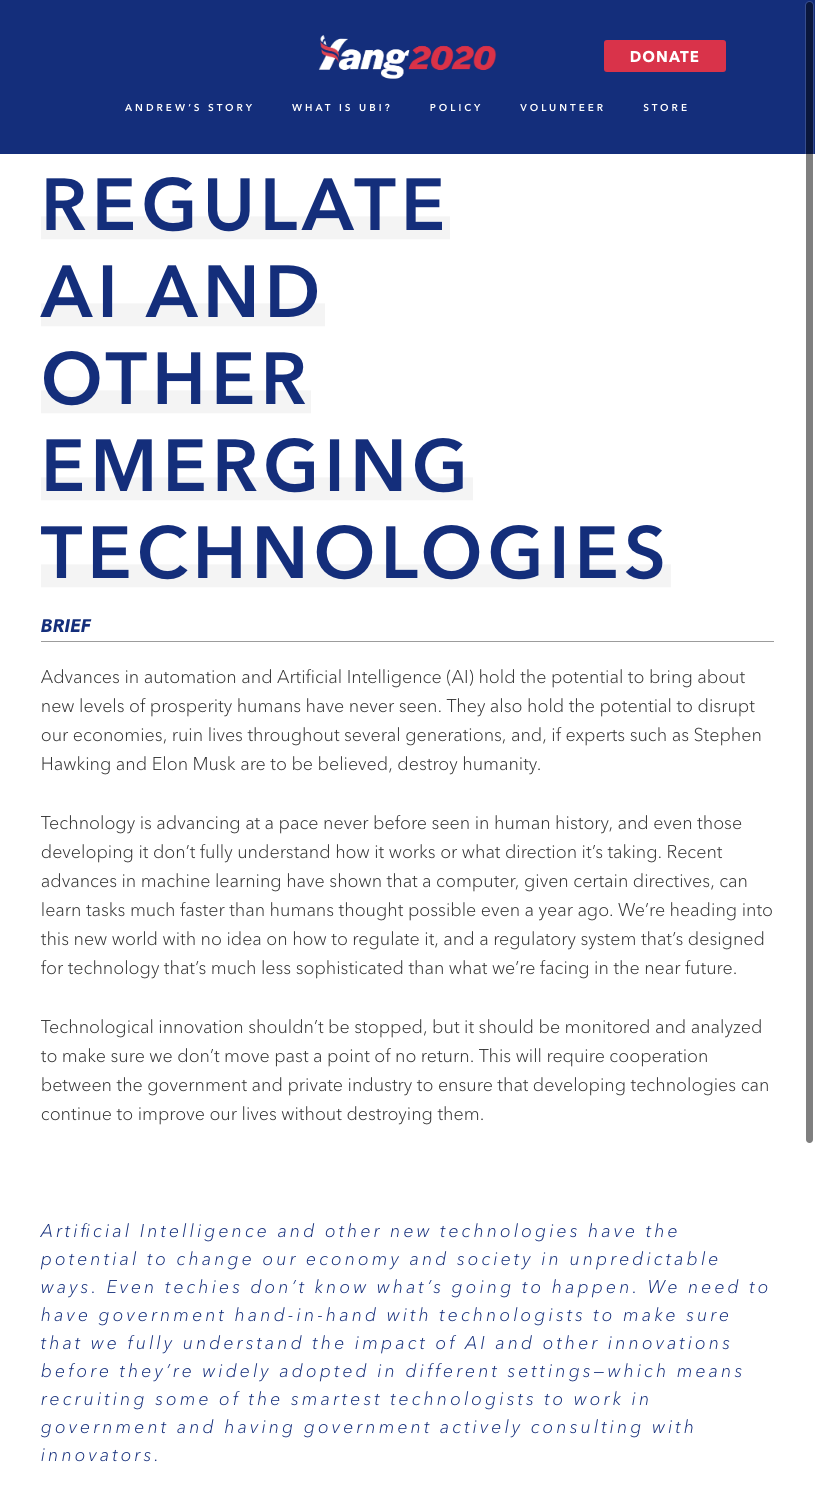 Yang2020
DONATE
ANDREW'S STORY WHAT IS UBI? POLICY VOLUNTEER STORE
REGULATE
AI AND
OTHER
EMERGING
TECHNOLOGIES
BRIEF
Advances in automation and Artificial Intelligence (AI) hold the potential to bring about
new levels of prosperity humans have never seen. They also hold the potential to disrupt
our economies, ruin lives throughout several generations, and, if experts such as Stephen
Hawking and Elon Musk are to be believed, destroy humanity.
Technology is advancing at a pace never before seen in human history, and even those
developing it don’t fully understand how it works or what direction it’s taking. Recent
advances in machine learning have shown that a computer, given certain directives, can
learn tasks much faster than humans thought possible even a year ago. We’re heading into
this new world with no idea on how to regulate it, and a regulatory system that’s designed
for technology that’s much less sophisticated than what we’re facing in the near future.
Technological innovation shouldn’t be stopped, but it should be monitored and analyzed
to make sure we don’t move past a point of no return. This will require cooperation
between the government and private industry to ensure that developing technologies can
continue to improve our lives without destroying them.
Artificial Intelligence and other new technologies have the
potential to change our economy and society in unpredictable
ways. Even techies don’t know what’s going to happen. We need to
have government hand-in-hand with technologists to make sure
that we fully understand the impact of AI and other innovations
before they’re widely adopted in different settings—which means
recruiting some of the smartest technologists to work in
government and having government actively consulting with
innovators.